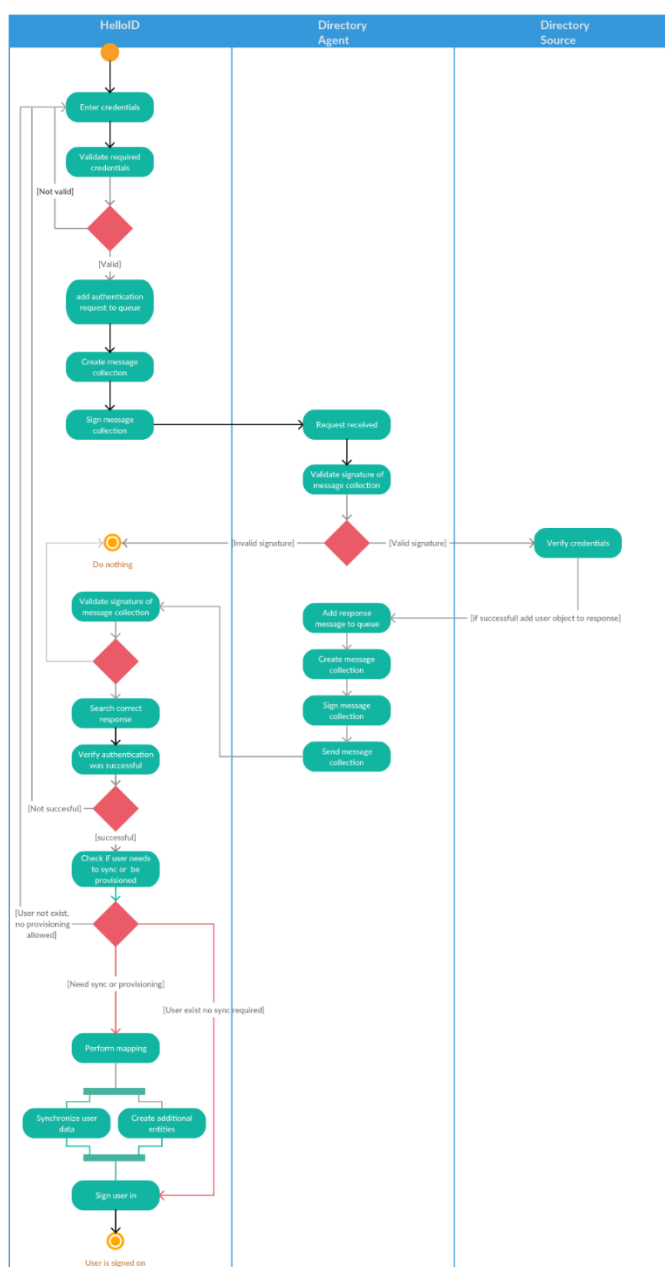 HelloID
Directory
Agent
Directory
Source
Enter credentials
Validate required
credentials
[Not valid]
[Valid]
add authentication
request to queue
Create message
collection
Sign message
collection
Request received
Validate signature of
message collection
[Invalid signature]
[Valid signature]
Verify credentials
Do nothing
[if successfull add user object to response]
Validate signature of
message collection
Add response
message to queue
Create message
collection
Sign message
collection
Send message
collection
Search correct
response
Verify authentication
was successful
[Not succesful]
[successful]
Check if user needs
to sync or be
provisioned
[User not exist,
no provisioning
allowed]
[Need sync or provisioning]
[User exist no sync required]
Perform mapping
Synchronize user
data
Create additional
entities
Sign user in
User is signed on